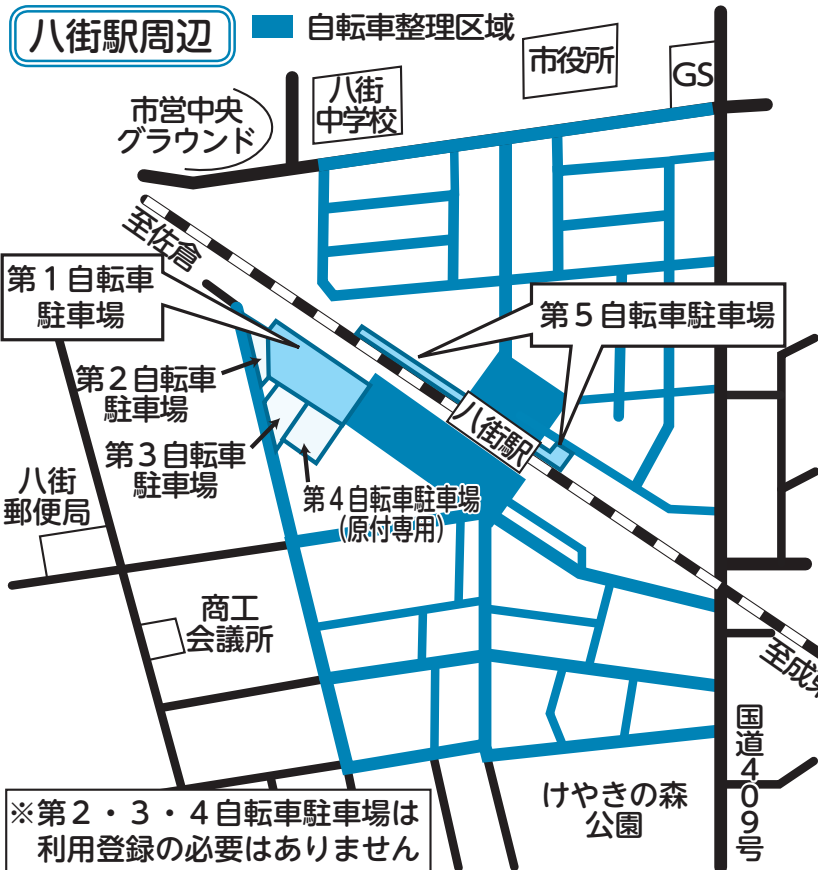 八街駅周辺
自転車整理区域
市役所
GS
八街
中学校
市営中央
グラウンド
至佐倉
第1自転車
駐車場
第5自転車駐車場
第2自転車
駐車場
八街駅
第3自転車
駐車場
八街
郵便局
第4自転車駐車場
(原付専用)
商工
会議所
至成東
国道409号
けやきの森
公園
※第2・3・4自転車駐車場は
利用登録の必要はありません